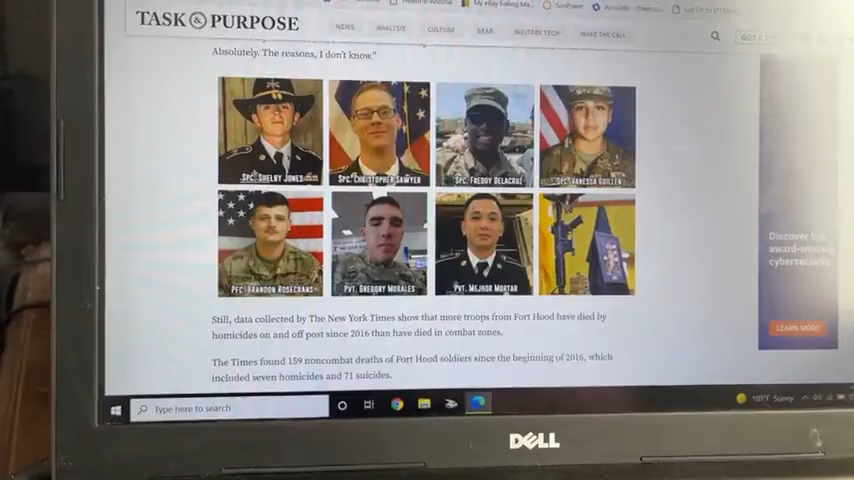 TASK & PURPOSE
NEWS
ANALYSIS
CULTURE
GEAR
MILITARY TECH
MAKE THE CALL
Absolutely. The reasons, I don't know."
SPC. SHELBY JONES
SPC. CHRISTOPHER SAWYER
SPC. FREDDY DELACRUZ
SPC. VANESSA GUILLEN
PFC. BRANDON ROSECRANS
PVT. GREGORY MORALES
PVT. MEJHOR MORTAR
Still, data collected by The New York Times show that more troops from Fort Hood have died by
homicides on and off post since 2016 than have died in combat zones.
The Times found 159 noncombat deaths of Fort Hood soldiers since the beginning of 2016, which
included seven homicides and 71 suicides.
Discover
award-winning
cybersecurity
LEARN MORE
Type here to search
101°F Sunny
DELL